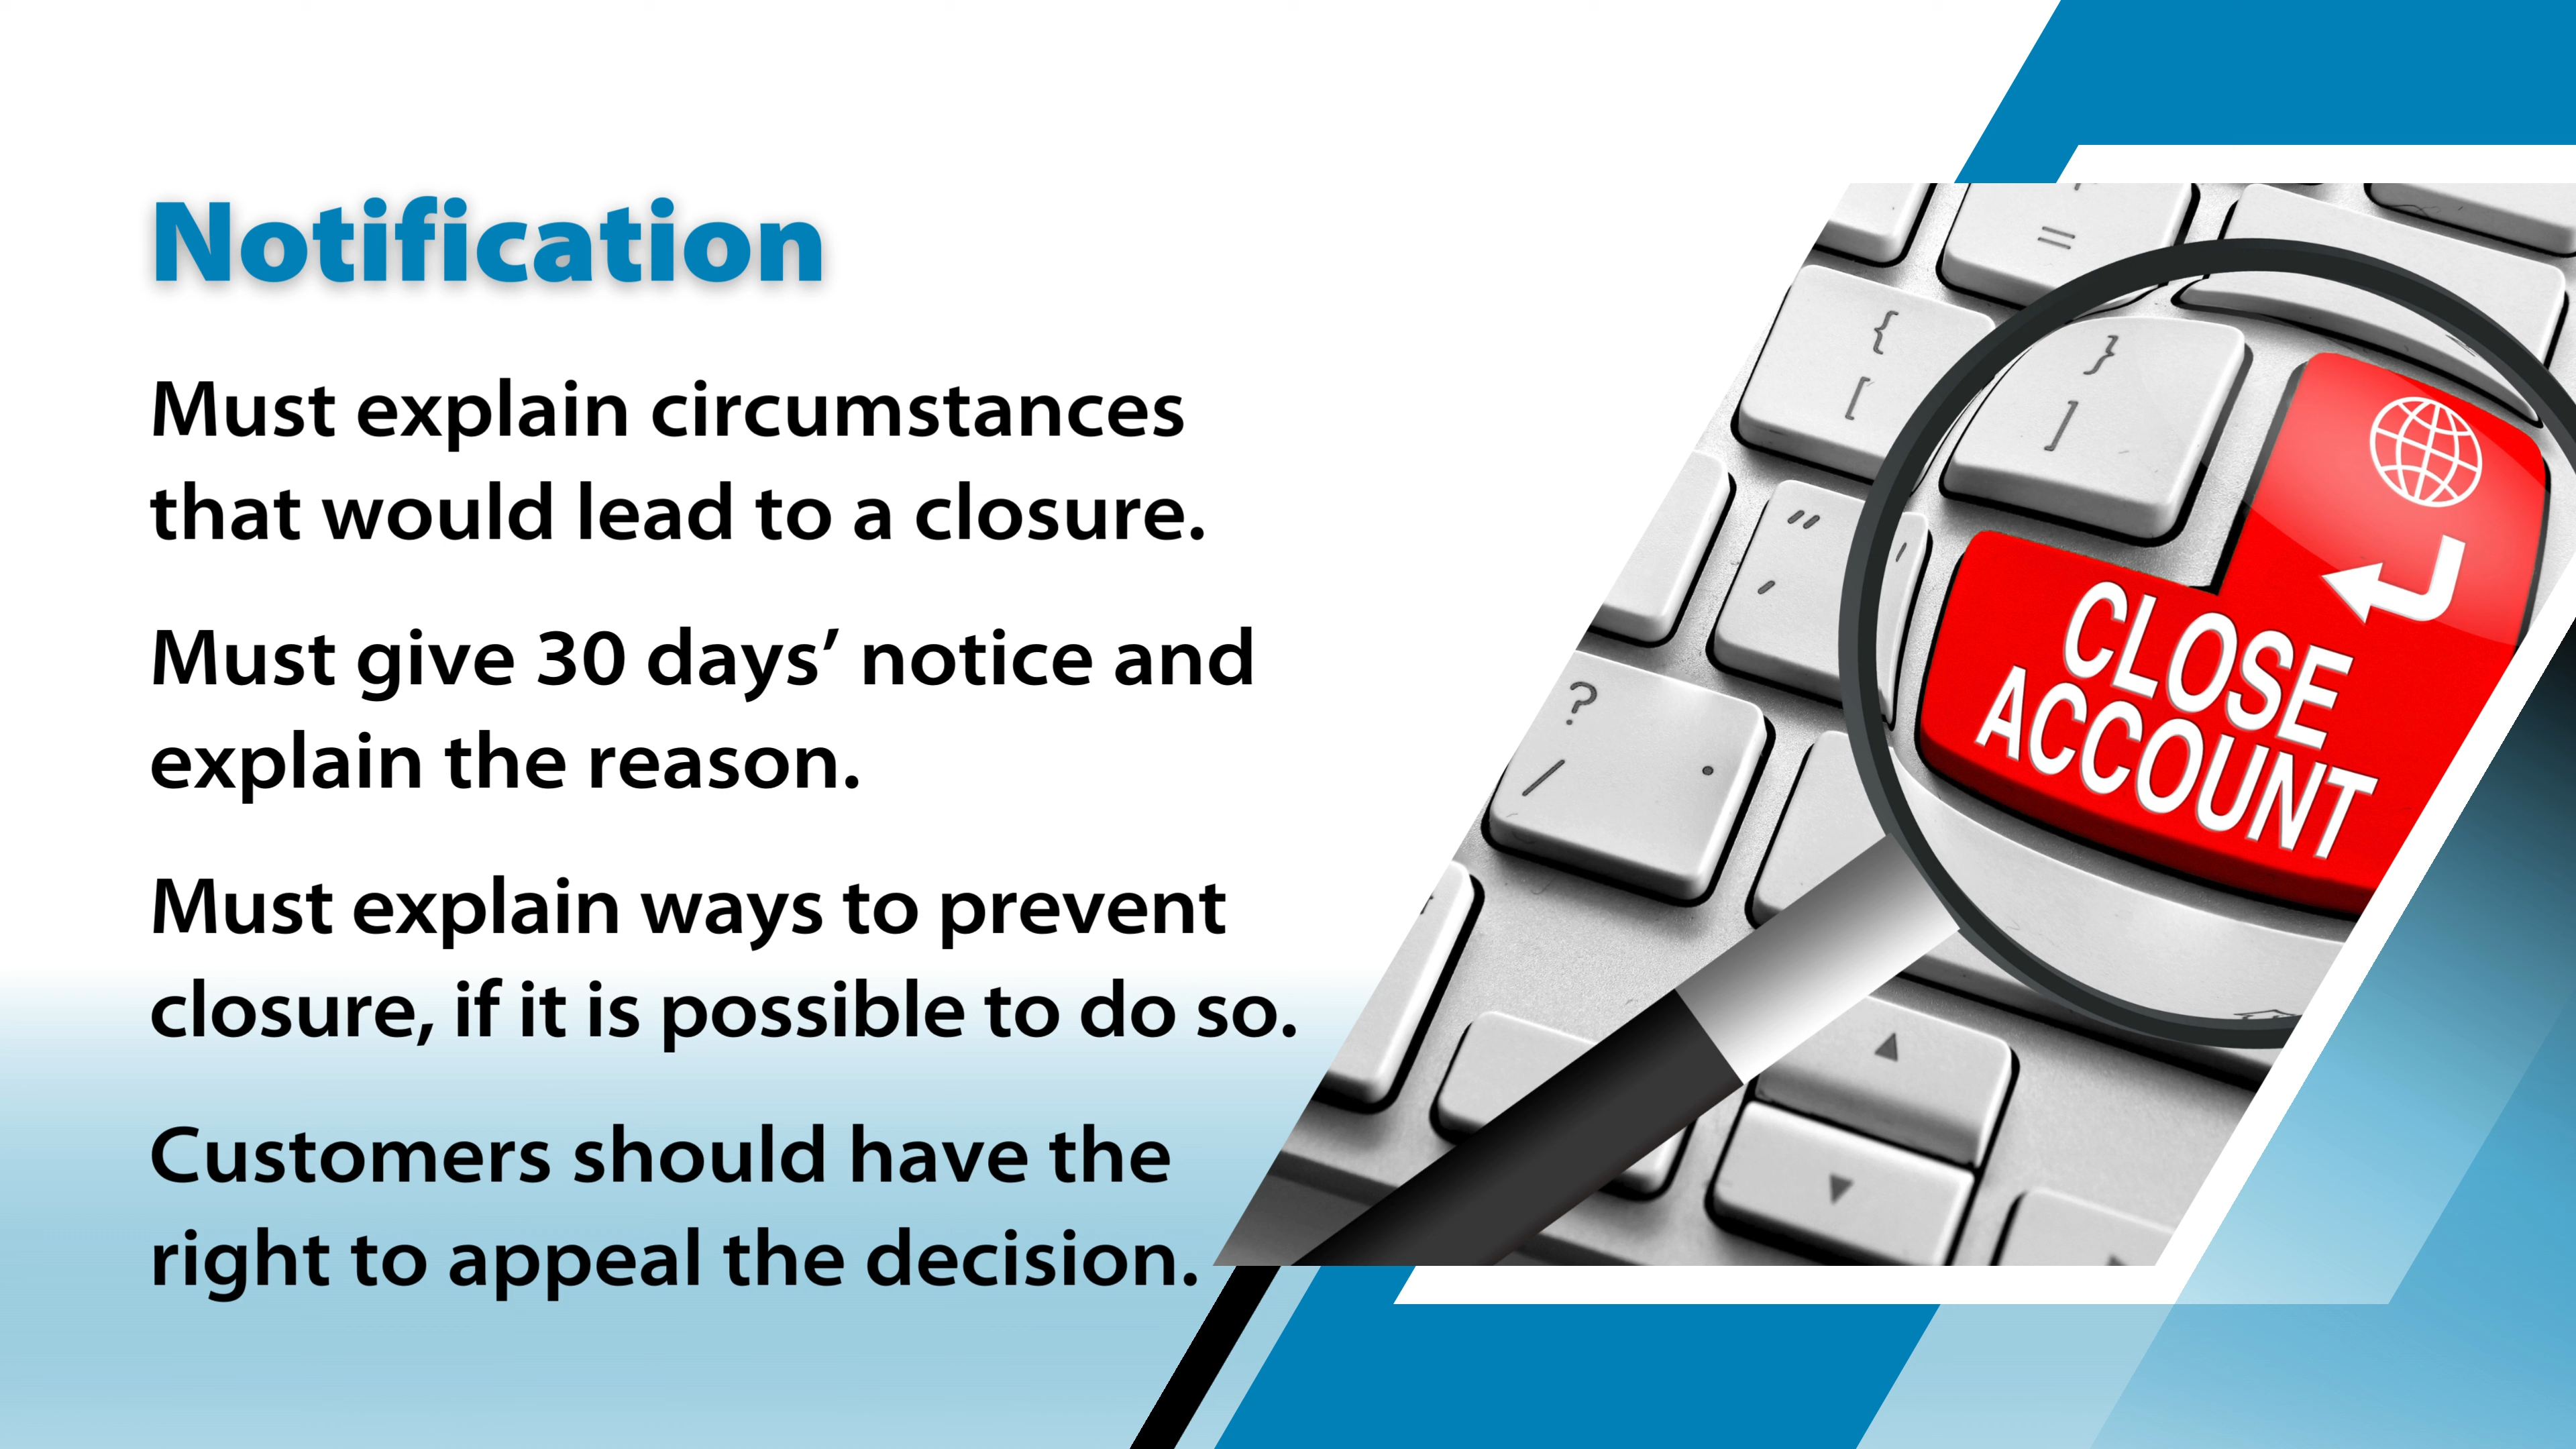 Notification
Must explain circumstances
that would lead to a closure.
Must give 30 days’ notice and
explain the reason.
Must explain ways to prevent
closure, if it is possible to do so.
Customers should have the
right to appeal the decision.
=
{
[
}
]
"
'
?
/
.
CLOSE
ACCOUNT